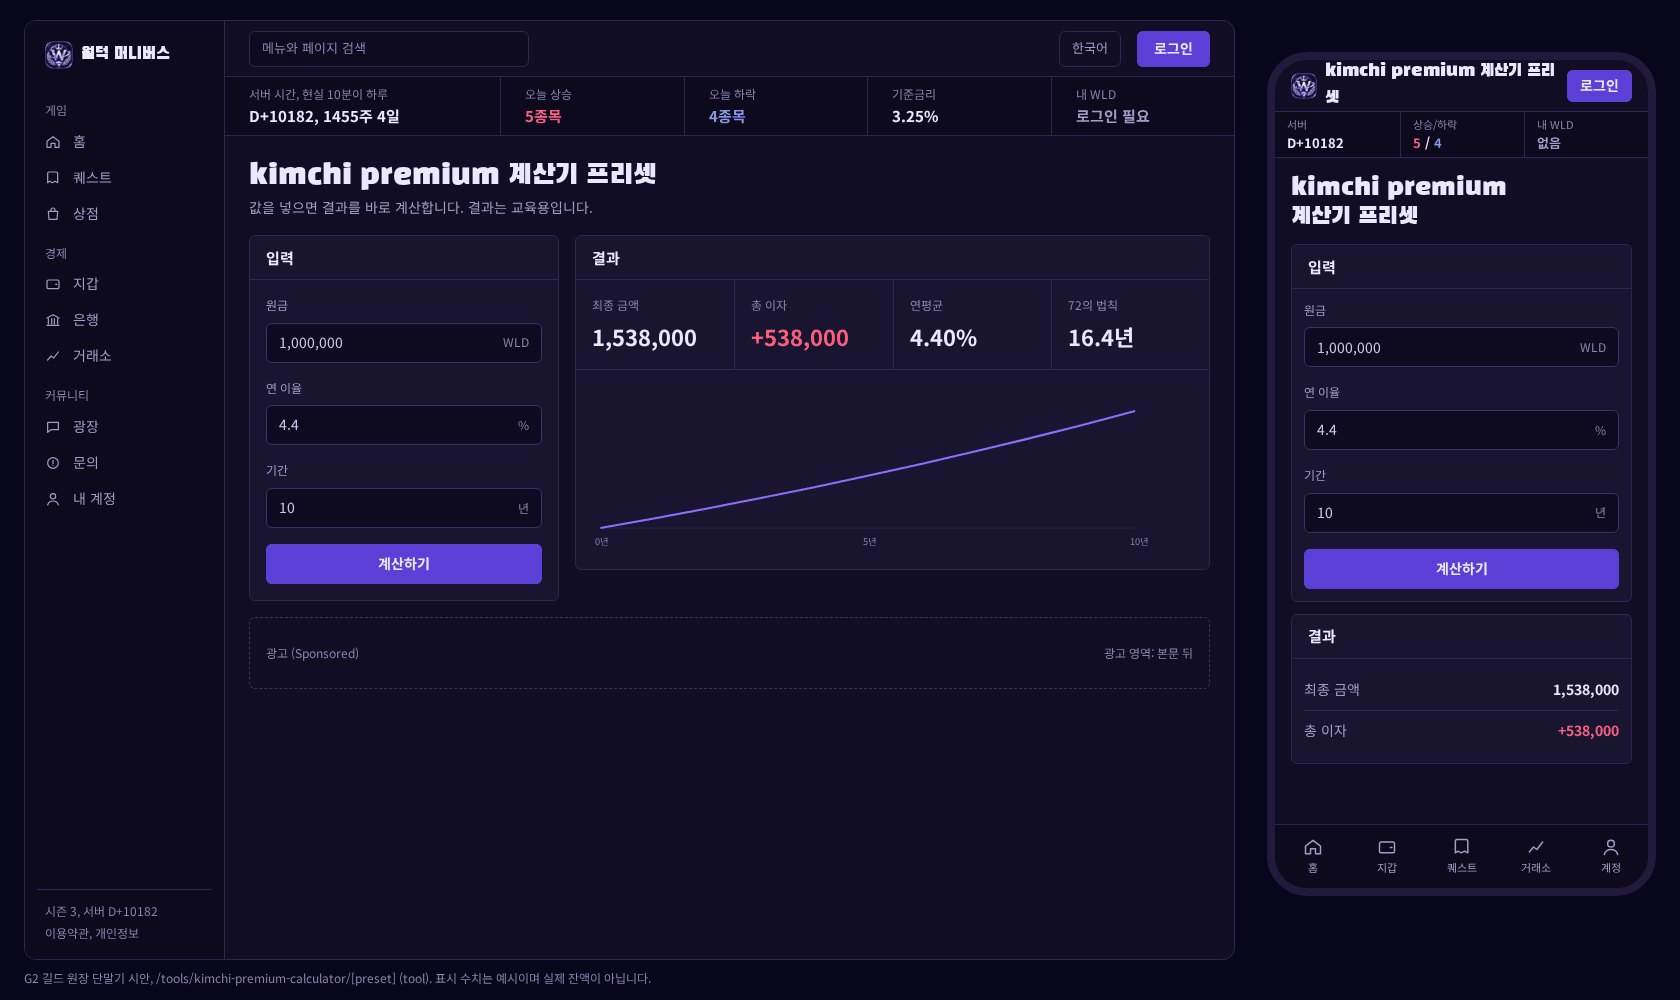 월덕 머니버스
게임
홈
퀘스트
상점
경제
지갑
은행
거래소
커뮤니티
광장
문의
내 계정
시즌 3, 서버 D+10182
이용약관, 개인정보
메뉴와 페이지 검색
한국어
로그인
서버 시간, 현실 10분이 하루
D+10182, 1455주 4일
오늘 상승
5종목
오늘 하락
4종목
기준금리
3.25%
내 WLD
로그인 필요
kimchi premium 계산기 프리셋
값을 넣으면 결과를 바로 계산합니다. 결과는 교육용입니다.
입력
원금
1,000,000 WLD
연 이율
4.4 %
기간
10 년
계산하기
결과
최종 금액
1,538,000
총 이자
+538,000
연평균
4.40%
72의 법칙
16.4년
0년 5년 10년
광고 (Sponsored) 광고 영역: 본문 뒤
kimchi premium 계산기 프리
셋
로그인
서버
D+10182
상승/하락
5 / 4
내 WLD
없음
kimchi premium
계산기 프리셋
입력
원금
1,000,000 WLD
연 이율
4.4 %
기간
10 년
계산하기
결과
최종 금액 1,538,000
총 이자 +538,000
홈 지갑 퀘스트 거래소 계정
G2 길드 원장 단말기 시안, /tools/kimchi-premium-calculator/[preset] (tool). 표시 수치는 예시이며 실제 잔액이 아닙니다.